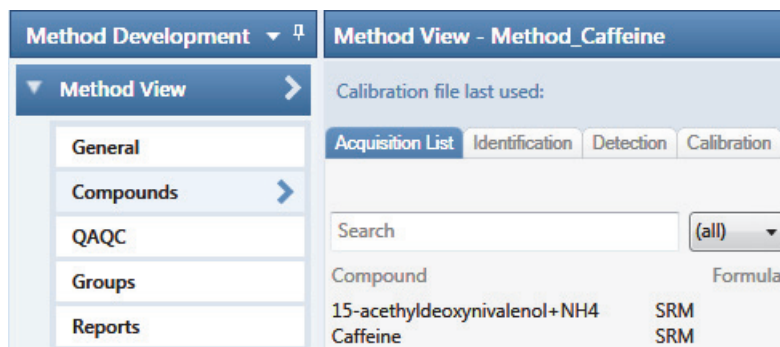 Method Development
Method View
General
Compounds
QAQC
Groups
Reports
Method View - Method_Caffeine
Calibration file last used:
Acquisition List Identification Detection Calibration
Search (all)
Compound Formula
15-acethyldeoxynivalenol+NH4 SRM
Caffeine SRM